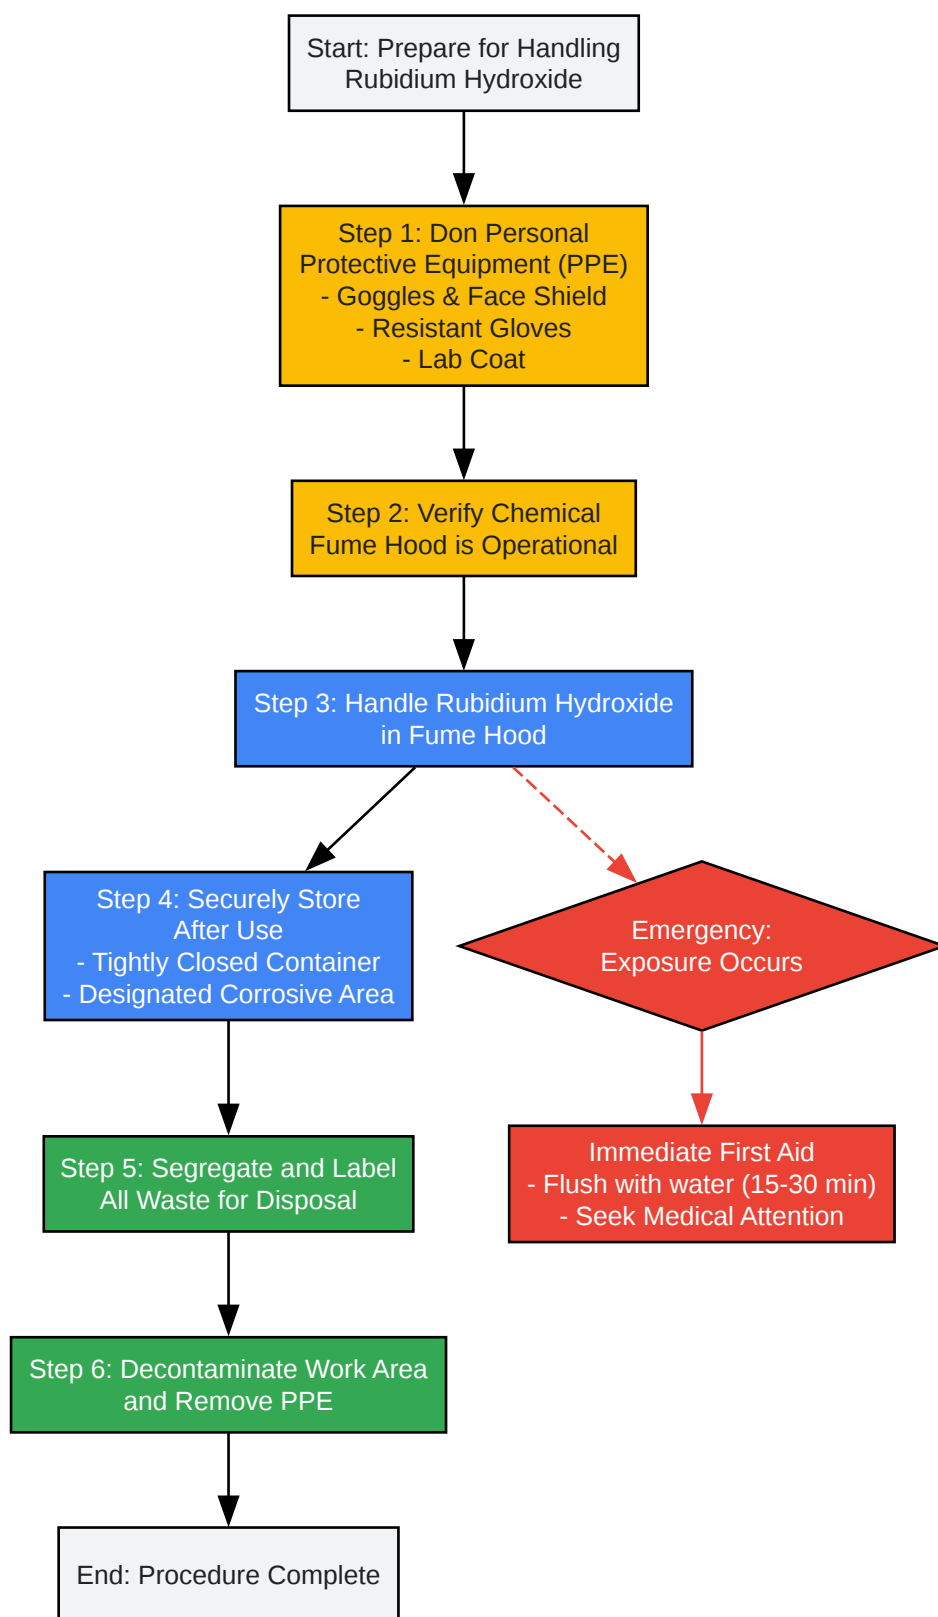 Start: Prepare for Handling
Rubidium Hydroxide
Step 1: Don Personal
Protective Equipment (PPE)
- Goggles & Face Shield
- Resistant Gloves
- Lab Coat
Step 2: Verify Chemical
Fume Hood is Operational
Step 3: Handle Rubidium Hydroxide
in Fume Hood
Step 4: Securely Store
After Use
- Tightly Closed Container
- Designated Corrosive Area
Emergency:
Exposure Occurs
Immediate First Aid
- Flush with water (15-30 min)
- Seek Medical Attention
Step 5: Segregate and Label
All Waste for Disposal
Step 6: Decontaminate Work Area
and Remove PPE
End: Procedure Complete